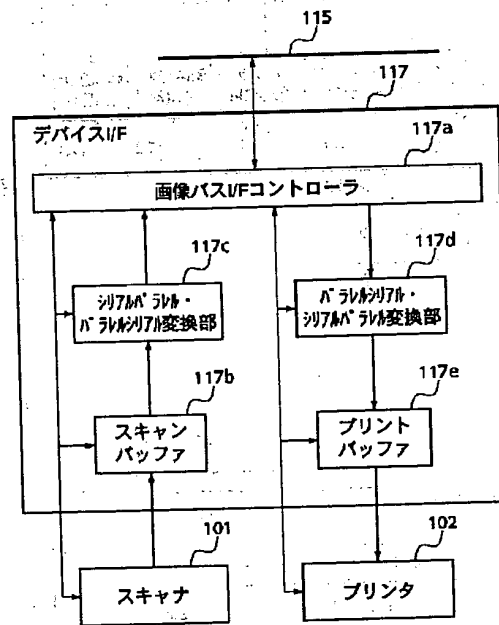 115
117
デバイスI/F
117a
画像バスI/Fコントローラ
117c
シリアルパラレル・
パラレルシリアル変換部
117d
パラレルシリアル・
シリアルパラレル変換部
117b
スキャン
バッファ
117e
プリント
バッファ
101
スキャナ
102
プリンタ